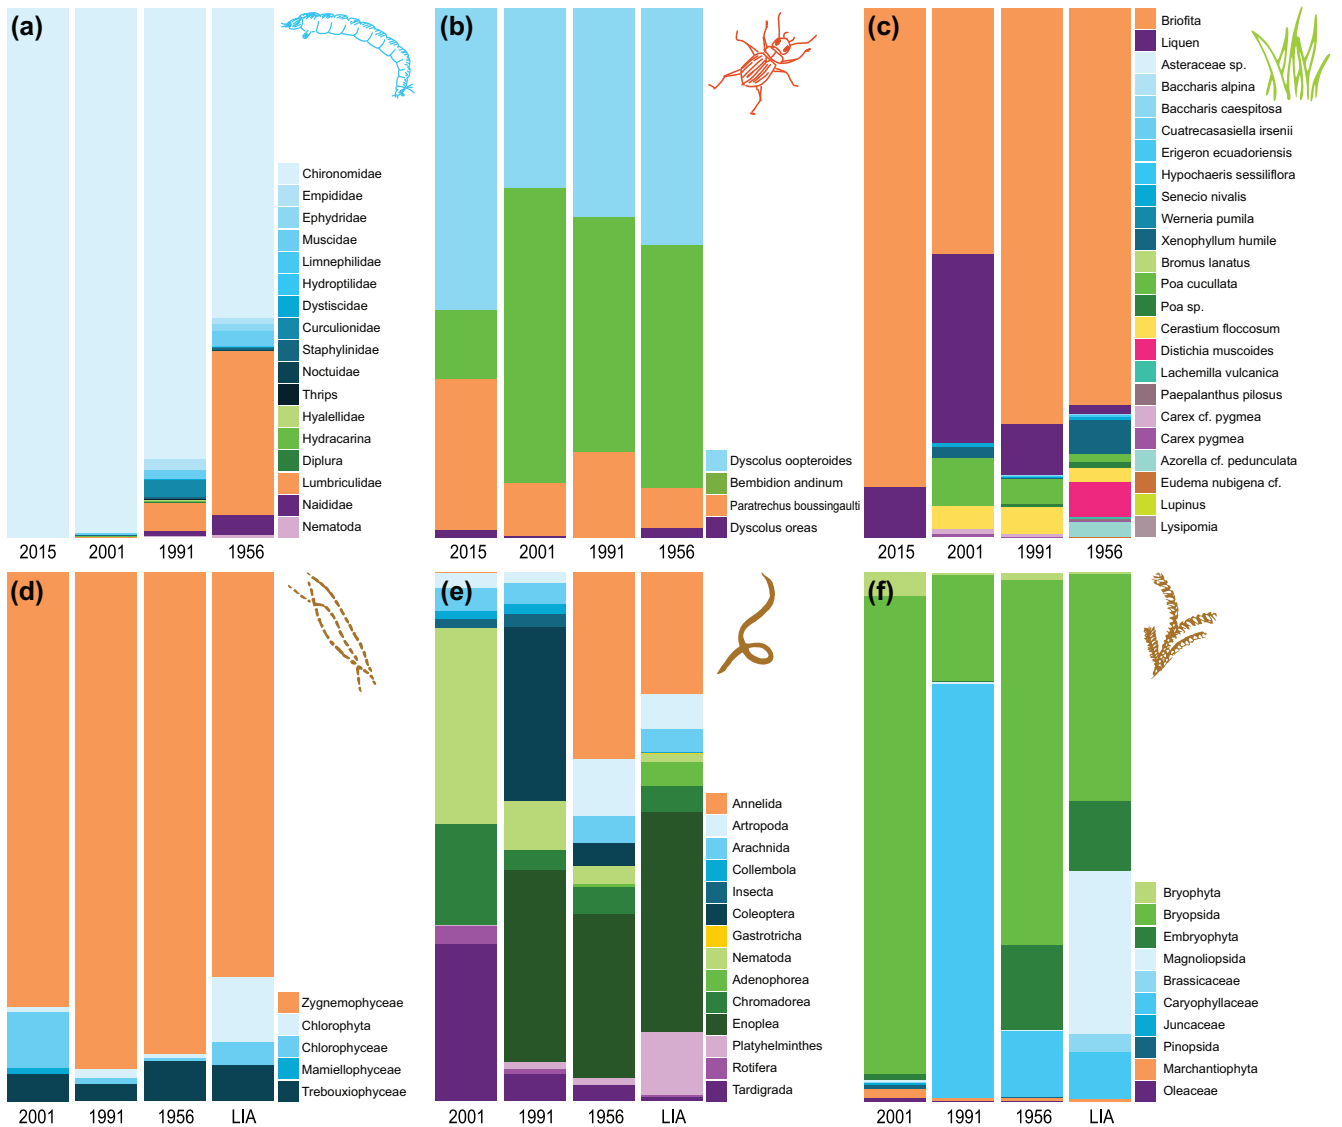 (a)
Chironomidae
Empididae
Ephydridae
Muscidae
Limnephilidae
Hydroptilidae
Dystiscidae
Curculionidae
Staphylinidae
Noctuidae
Thrips
Hyalellidae
Hydracarina
Diplura
Lumbriculidae
Naididae
Nematoda
2015 2001 1991 1956
(b)
Dyscolus oopteroides
Bembidion andinum
Paratrechus boussingaulti
Dyscolus oreas
2015 2001 1991 1956
(c)
Briofita
Liquen
Asteraceae sp.
Baccharis alpina
Baccharis caespitosa
Cuatrecasasiella irsenii
Erigeron ecuadoriensis
Hypochaeris sessiliflora
Senecio nivalis
Werneria pumila
Xenophyllum humile
Bromus lanatus
Poa cucullata
Poa sp.
Cerastium floccosum
Distichia muscoides
Lachemilla vulcanica
Paepalanthus pilosus
Carex cf. pygmea
Carex pygmea
Azorella cf. pedunculata
Eudema nubigena cf.
Lupinus
Lysipomia
2015 2001 1991 1956
(d)
Zygnemophyceae
Chlorophyta
Chlorophyceae
Mamiellophyceae
Trebouxiophyceae
2001 1991 1956 LIA
(e)
Annelida
Artropoda
Arachnida
Collembola
Insecta
Coleoptera
Gastrotricha
Nematoda
Adenophorea
Chromadorea
Enoplea
Platyhelminthes
Rotifera
Tardigrada
2001 1991 1956 LIA
(f)
Bryophyta
Bryopsida
Embryophyta
Magnoliopsida
Brassicaceae
Caryophyllaceae
Juncaceae
Pinopsida
Marchantiophyta
Oleaceae
2001 1991 1956 LIA